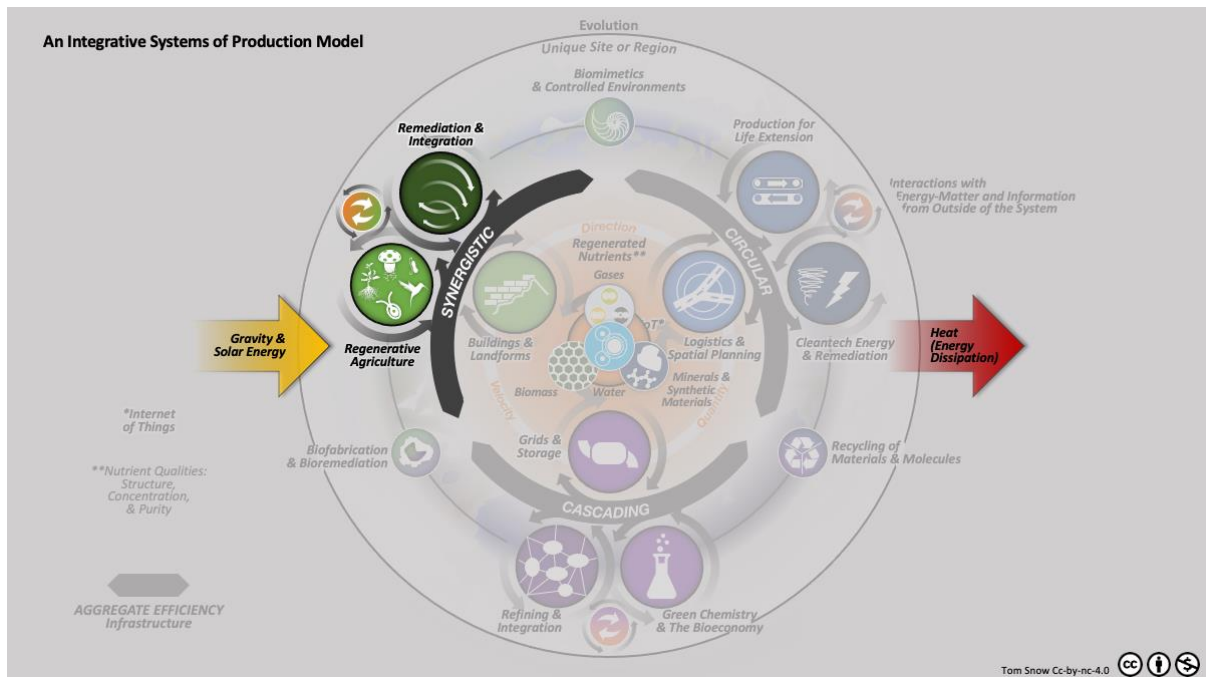 An Integrative Systems of Production Model
Evolution
Unique Site or Region
Biomimetics
& Controlled Environments
Remediation &
Integration
Production for
Life Extension
Interactions with
Energy-Matter and Information
from Outside of the System
SYNERGISTIC
CIRCULAR
Direction
Regenerated
Nutrients**
Gases
IoT*
Gravity &
Solar Energy
Regenerative
Agriculture
Buildings &
Landforms
Logistics &
Spatial Planning
Cleantech Energy
& Remediation
Heat
(Energy
Dissipation)
Biomass
Water
Minerals &
Synthetic
Materials
Velocity
Quantity
*Internet
of Things
Grids &
Storage
Biofabrication
& Bioremediation
Recycling of
Materials & Molecules
**Nutrient Qualities:
Structure,
Concentration,
& Purity
CASCADING
AGGREGATE EFFICIENCY
Infrastructure
Refining &
Integration
Green Chemistry
& The Bioeconomy
Tom Snow Cc-by-nc-4.0
cc